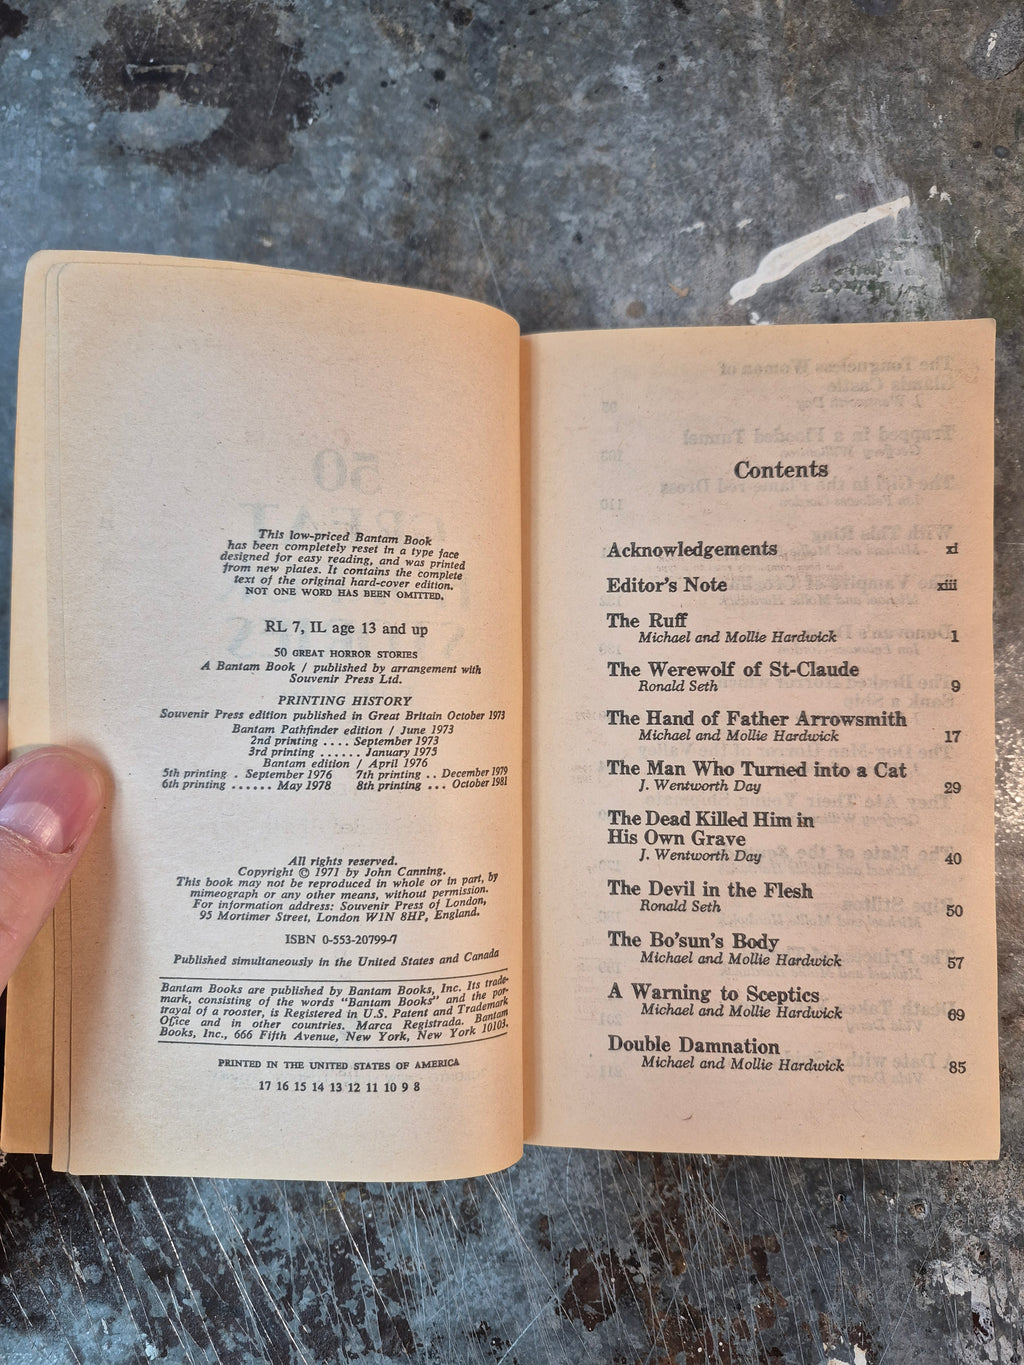 This low-priced Bantam Book
has been completely reset in a type face
designed for easy reading, and was printed
from new plates. It contains the complete
text of the original hard-cover edition.
NOT ONE WORD HAS BEEN OMITTED.
RL 7, IL age 13 and up
50 GREAT HORROR STORIES
A Bantam Book / published by arrangement with
Souvenir Press Ltd.
PRINTING HISTORY
Souvenir Press edition published in Great Britain October 1973
Bantam Pathfinder edition / June 1973
2nd printing .... September 1973
3rd printing ...... January 1975
Bantam edition / April 1976
5th printing . September 1976 7th printing .. December 1979
6th printing ...... May 1978 8th printing ... October 1981
All rights reserved.
Copyright © 1971 by John Canning.
This book may not be reproduced in whole or in part, by
mimeograph or any other means, without permission.
For information address: Souvenir Press of London,
95 Mortimer Street, London W1N 8HP, England.
ISBN 0-553-20799-7
Published simultaneously in the United States and Canada
Bantam Books are published by Bantam Books, Inc. Its trade-
mark, consisting of the words "Bantam Books" and the por-
trayal of a rooster, is Registered in U.S. Patent and Trademark
Office and in other countries. Marca Registrada. Bantam
Books, Inc., 666 Fifth Avenue, New York, New York 10103.
PRINTED IN THE UNITED STATES OF AMERICA
17 16 15 14 13 12 11 10 9 8
Contents
Acknowledgements xi
Editor's Note xiii
The Ruff
Michael and Mollie Hardwick 1
The Werewolf of St-Claude
Ronald Seth 9
The Hand of Father Arrowsmith
Michael and Mollie Hardwick 17
The Man Who Turned into a Cat
J. Wentworth Day 29
The Dead Killed Him in
His Own Grave
J. Wentworth Day 40
The Devil in the Flesh
Ronald Seth 50
The Bo'sun's Body
Michael and Mollie Hardwick 57
A Warning to Sceptics
Michael and Mollie Hardwick 69
Double Damnation
Michael and Mollie Hardwick 85